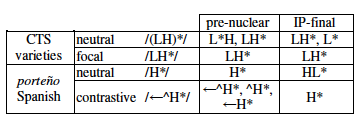 pre-nuclear IP-final
CTS varieties neutral /(LH)*/ L*H, LH* LH*, L*
focal /LH*/ LH* LH*
porteño Spanish neutral /H*/ H* HL*
contrastive /←^H*/ ←^H*, ^H*, ←H* H*